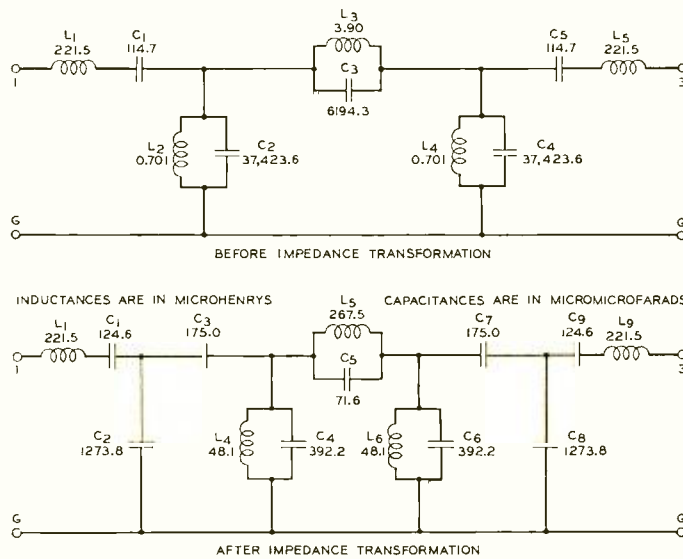 L3
3.90
L1
221.5
C1
114.7
C3
6194.3
C5
114.7
L5
221.5
1
3
L2
0.701
C2
37,423.6
L4
0.701
C4
37,423.6
G
G
BEFORE IMPEDANCE TRANSFORMATION
INDUCTANCES ARE IN MICROHENRYS
CAPACITANCES ARE IN MICROMICROFARADS
L1
221.5
C1
124.6
C3
175.0
L5
267.5
C5
71.6
C7
175.0
C9
124.6
L9
221.5
1
3
C2
1273.8
L4
48.1
C4
392.2
L6
48.1
C6
392.2
C8
1273.8
G
G
AFTER IMPEDANCE TRANSFORMATION